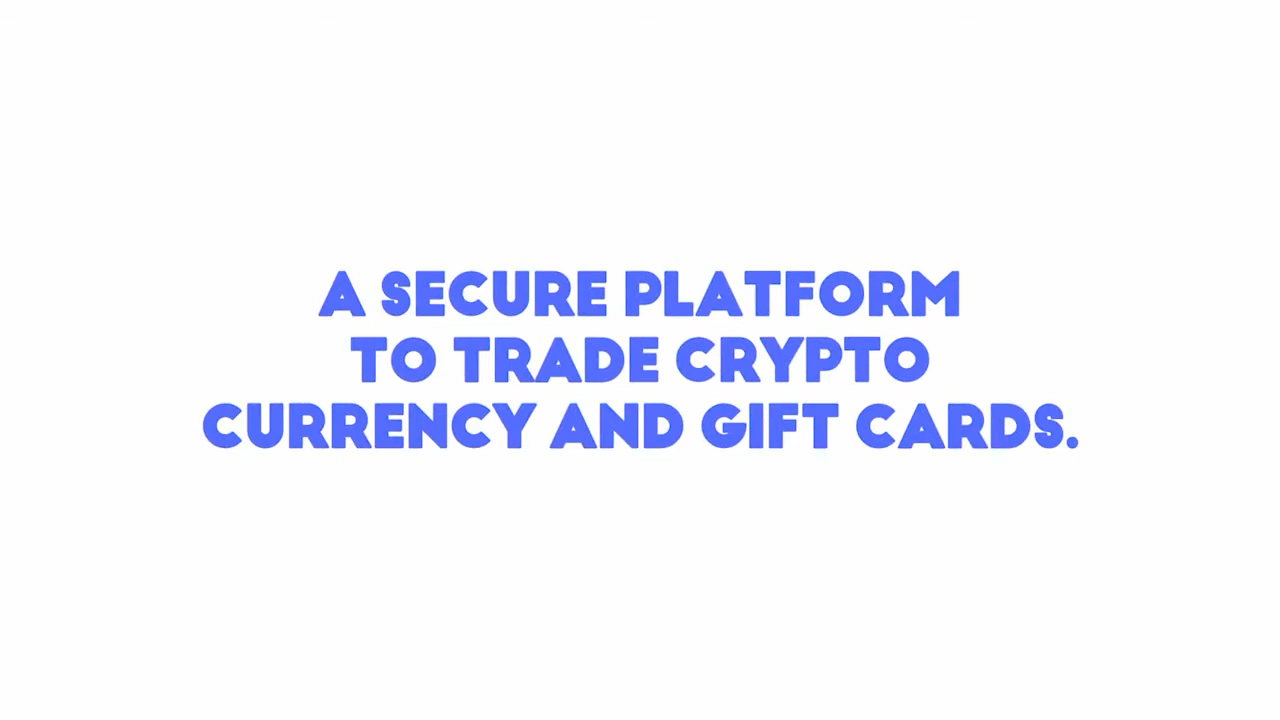 A SECURE PLATFORM
TO TRADE CRYPTO
CURRENCY AND GIFT CARDS.